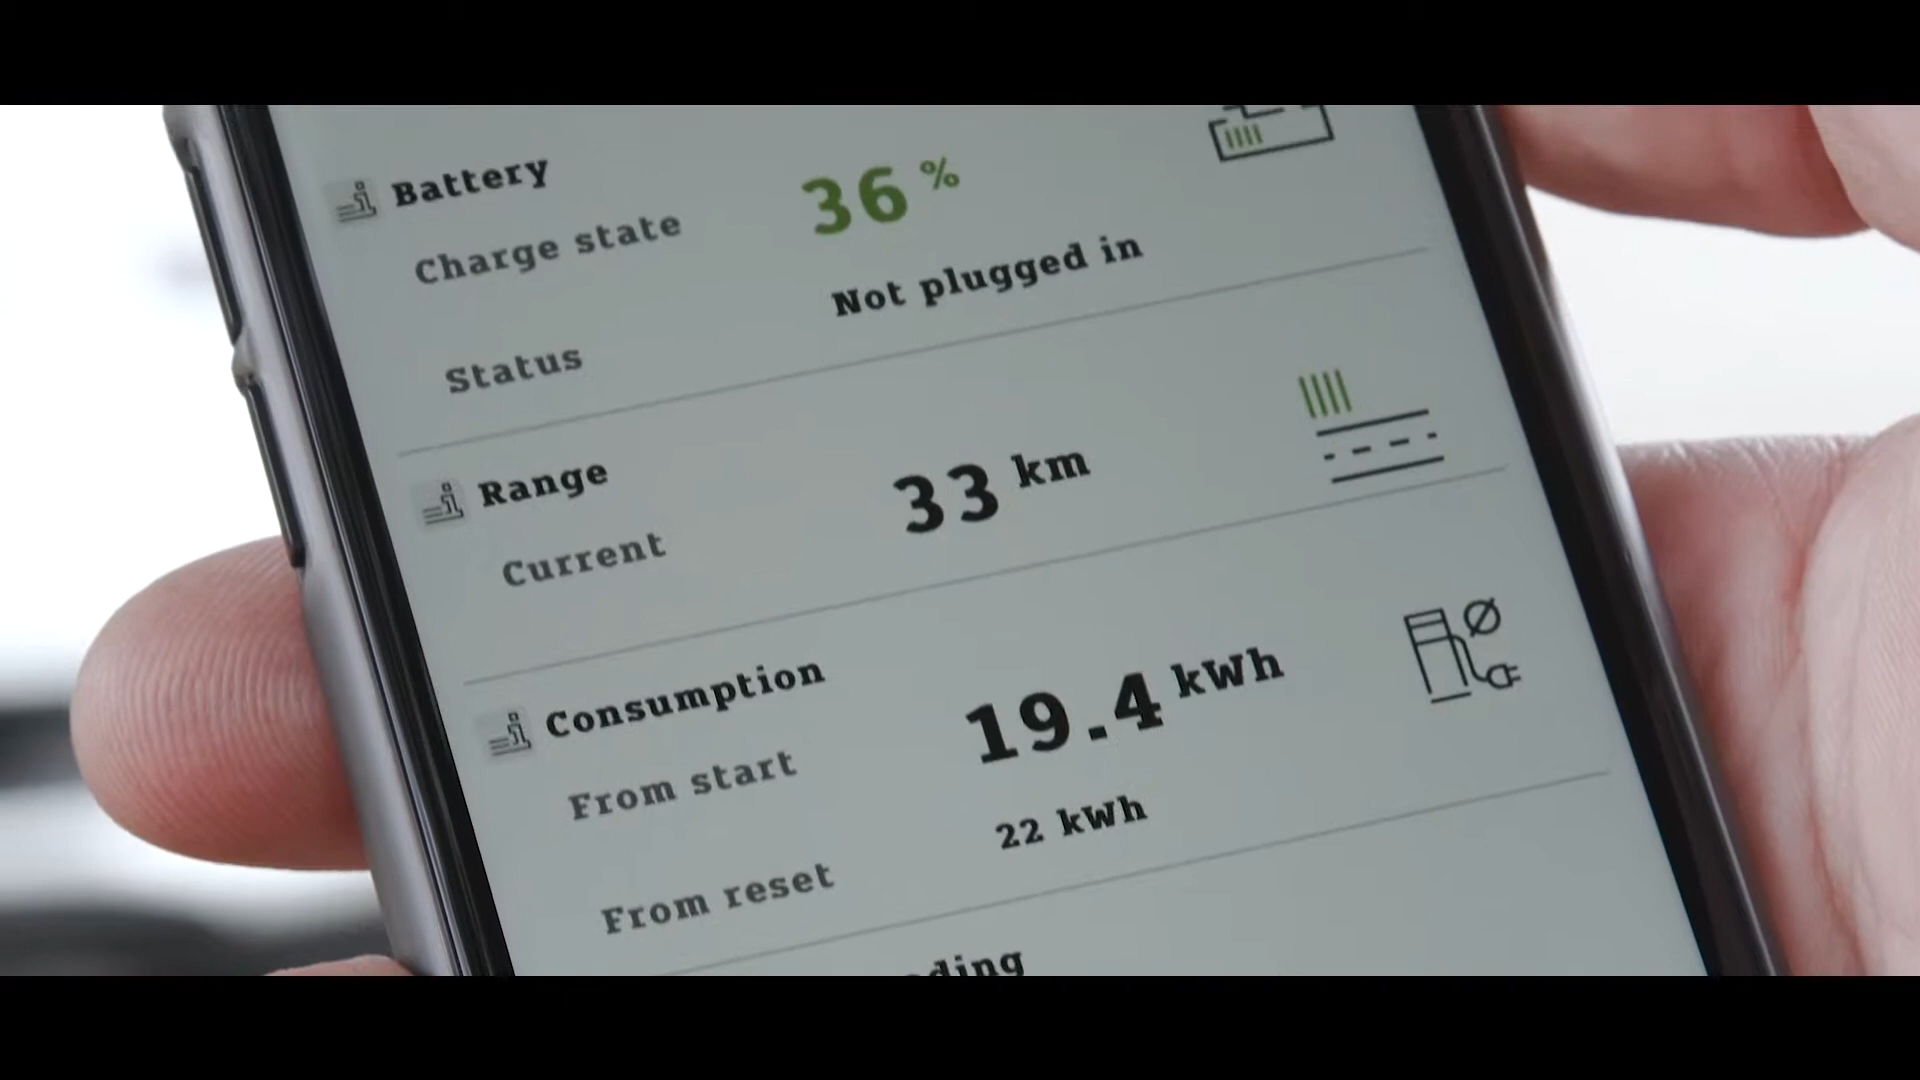 Battery
Charge state 36 %
Status Not plugged in
Range
Current 33 km
Consumption
From start 19.4 kWh
From reset 22 kWh